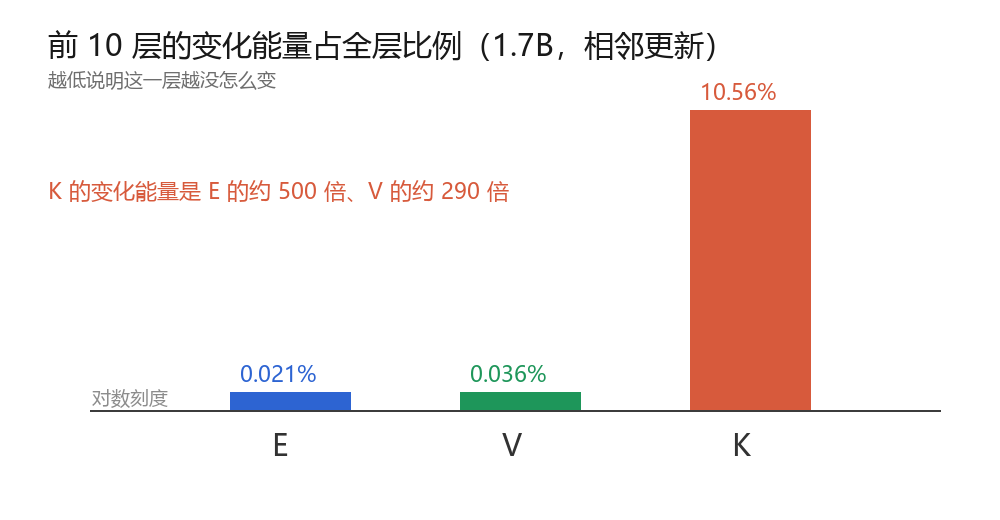 前 10 层的变化能量占全层比例（1.7B，相邻更新）
越低说明这一层越没怎么变
10.56%
K 的变化能量是 E 的约 500 倍、V 的约 290 倍
0.021%
0.036%
对数刻度
E
V
K